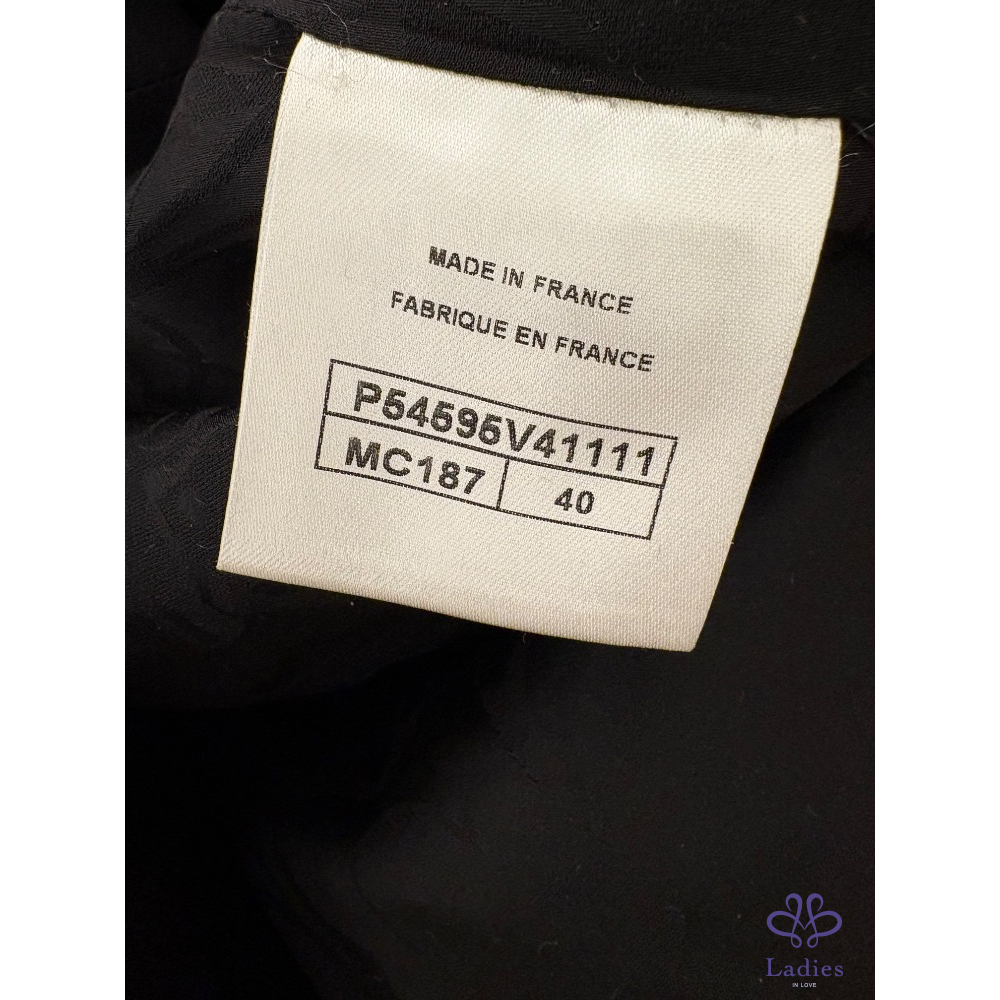 MADE IN FRANCE
FABRIQUE EN FRANCE
P54595V41111
MC187 40
Ladies
IN LOVE